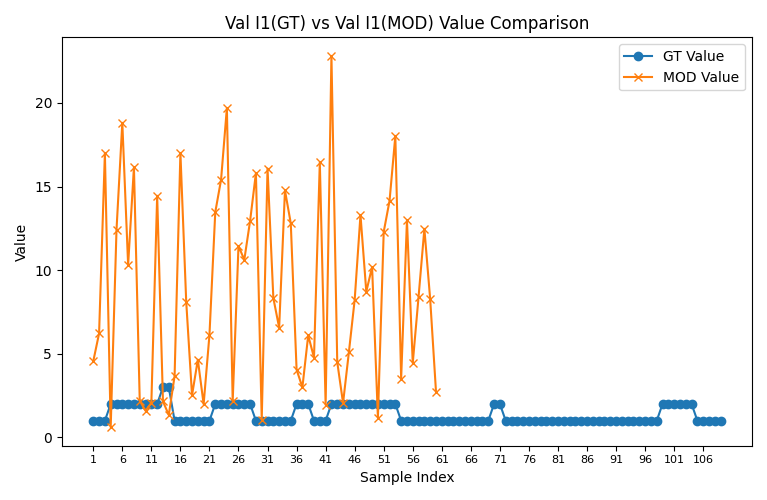 Val I1(GT) vs Val I1(MOD) Value Comparison
GT Value
MOD Value
Value
20
15
10
5
0
1 6 11 16 21 26 31 36 41 46 51 56 61 66 71 76 81 86 91 96 101 106
Sample Index